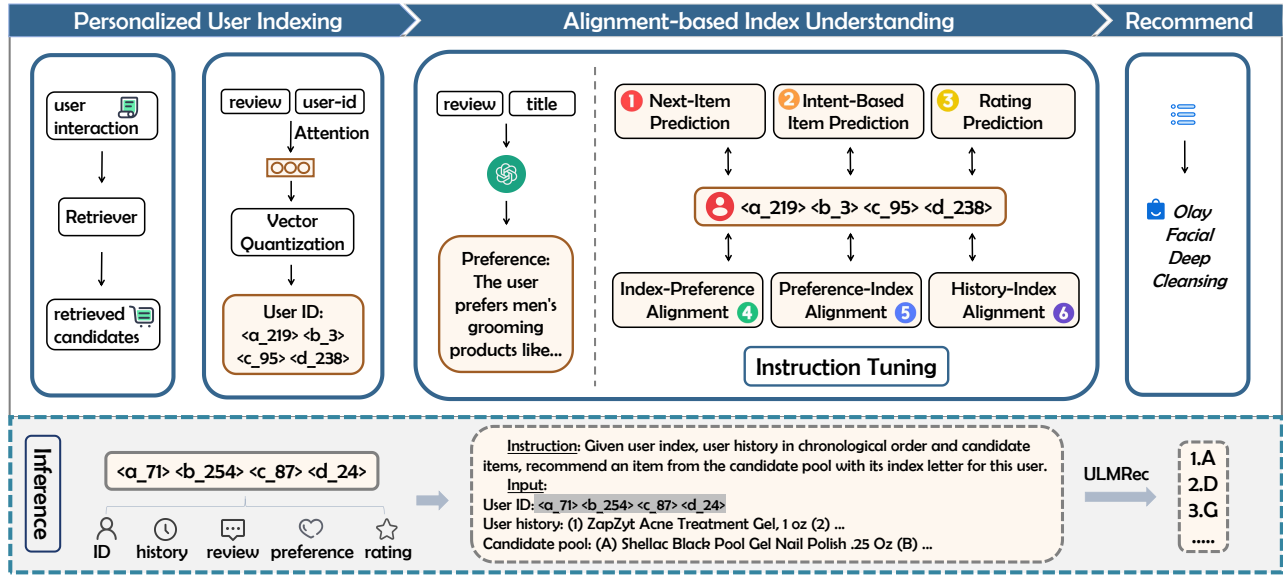 Personalized User Indexing
Alignment-based Index Understanding
Recommend
user
interaction
Retriever
retrieved
candidates
review
user-id
Attention
Vector
Quantization
User ID:
<a_219> <b_3>
<c_95> <d_238>
review
title
Preference:
The user
prefers men's
grooming
products like...
1 Next-Item
Prediction
2 Intent-Based
Item Prediction
3 Rating
Prediction
<a_219> <b_3> <c_95> <d_238>
Index-Preference
Alignment 4
Preference-Index
Alignment 5
History-Index
Alignment 6
Instruction Tuning
Olay
Facial
Deep
Cleansing
Inference
<a_71> <b_254> <c_87> <d_24>
ID
history
review
preference
rating
Instruction: Given user index, user history in chronological order and candidate
items, recommend an item from the candidate pool with its index letter for this user.
Input:
User ID: <a_71> <b_254> <c_87> <d_24>
User history: (1) ZapZyt Acne Treatment Gel, 1 oz (2) ...
Candidate pool: (A) Shellac Black Pool Gel Nail Polish .25 Oz (B) ...
ULMRec
1.A
2.D
3.G
.....